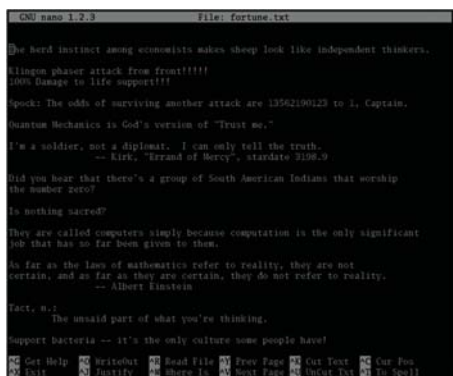 GNU nano 1.2.3 File: fortune.txt
The herd instinct among economists makes sheep look like independent thinkers.
Klingon phaser attack from front!!!!!
100% Damage to life support!!!
Spock: The odds of surviving another attack are 13562190123 to 1, Captain.
Quantum Mechanics is God's version of "Trust me."
I'm a soldier, not a diplomat. I can only tell the truth.
-- Kirk, "Errand of Mercy", stardate 3198.9
Did you hear that there's a group of South American Indians that worship
the number zero?
Is nothing sacred?
They are called computers simply because computation is the only significant
job that has so far been given to them.
As far as the laws of mathematics refer to reality, they are not
certain, and as far as they are certain, they do not refer to reality.
-- Albert Einstein
Tact, n.:
The unsaid part of what you're thinking.
Support bacteria -- it's the only culture some people have!
^G Get Help ^O WriteOut ^R Read File ^Y Prev Page ^K Cut Text ^C Cur Pos
^X Exit ^J Justify ^W Where Is ^V Next Page ^U UnCut Txt ^T To Spell